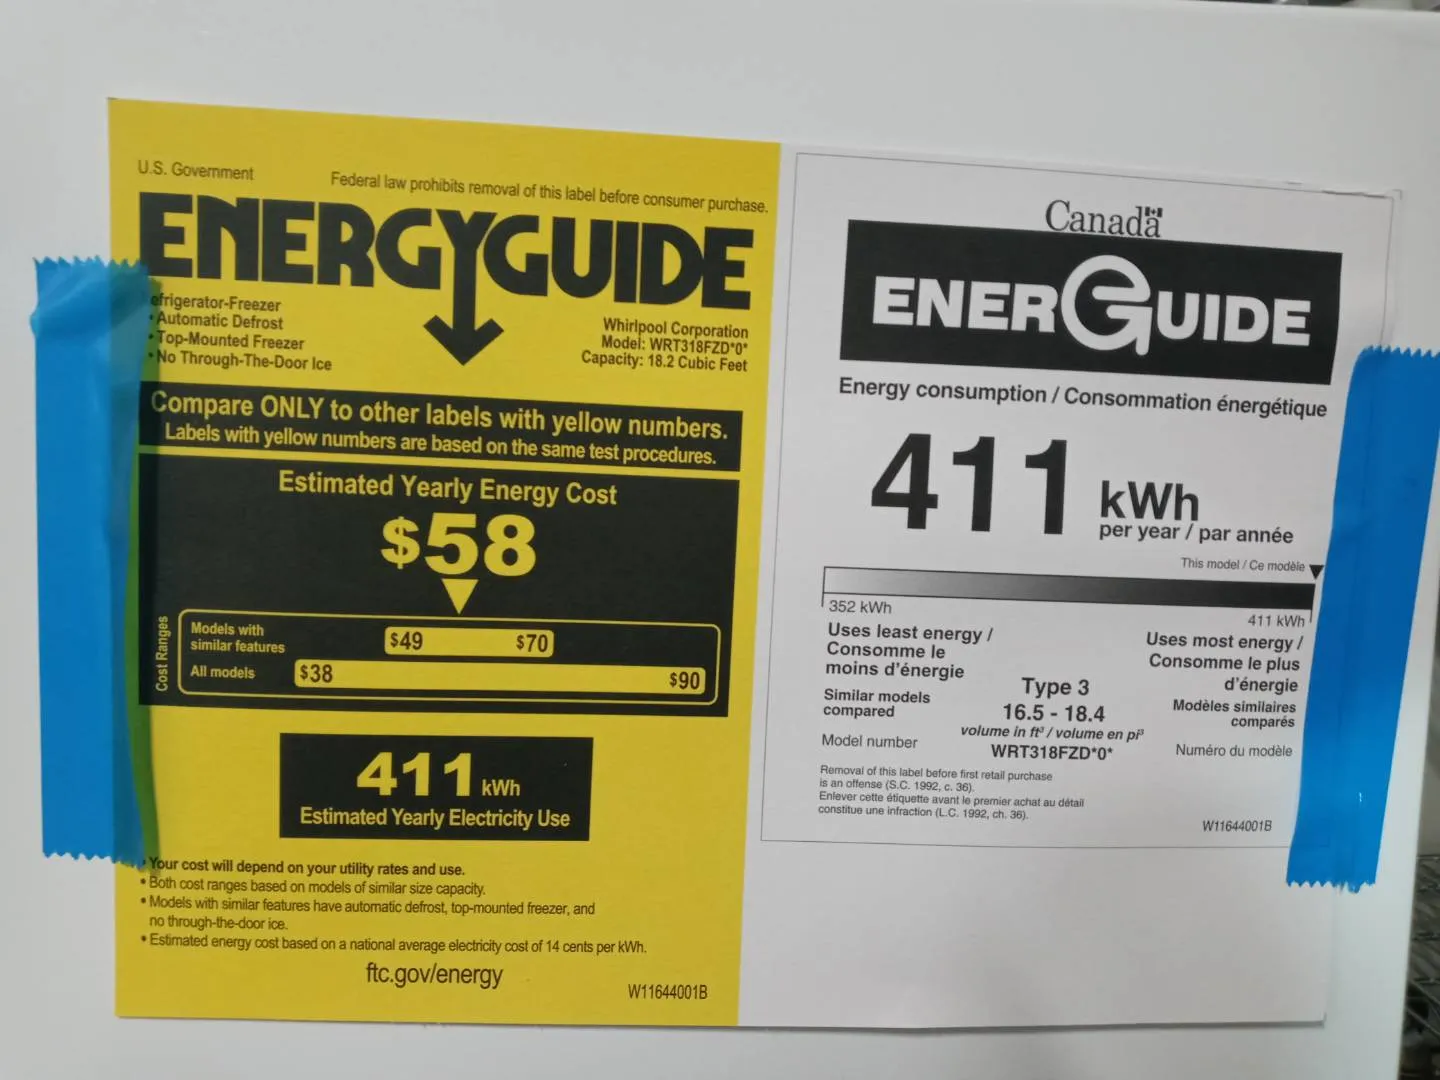 U.S. Government
Federal law prohibits removal of this label before consumer purchase.
ENERGYGUIDE
efrigerator-Freezer
• Automatic Defrost
• Top-Mounted Freezer
• No Through-The-Door Ice
Whirlpool Corporation
Model: WRT318FZD*0*
Capacity: 18.2 Cubic Feet
Compare ONLY to other labels with yellow numbers.
Labels with yellow numbers are based on the same test procedures.
Estimated Yearly Energy Cost
$58
Cost Ranges
Models with
similar features
$49 $70
All models
$38 $90
411 kWh
Estimated Yearly Electricity Use
• Your cost will depend on your utility rates and use.
• Both cost ranges based on models of similar size capacity.
• Models with similar features have automatic defrost, top-mounted freezer, and
no through-the-door ice.
• Estimated energy cost based on a national average electricity cost of 14 cents per kWh.
ftc.gov/energy
W11644001B
Canada
ENERGUIDE
Energy consumption / Consommation énergétique
411 kWh
per year / par année
This model / Ce modèle
352 kWh
411 kWh
Uses least energy /
Consomme le
moins d'énergie
Uses most energy /
Consomme le plus
d'énergie
Similar models
compared
Type 3
16.5 - 18.4
volume in ft³ / volume en pi³
Modèles similaires
comparés
Model number
WRT318FZD*0*
Numéro du modèle
Removal of this label before first retail purchase
is an offense (S.C. 1992, c. 36).
Enlever cette étiquette avant le premier achat au détail
constitue une infraction (L.C. 1992, ch. 36).
W11644001B